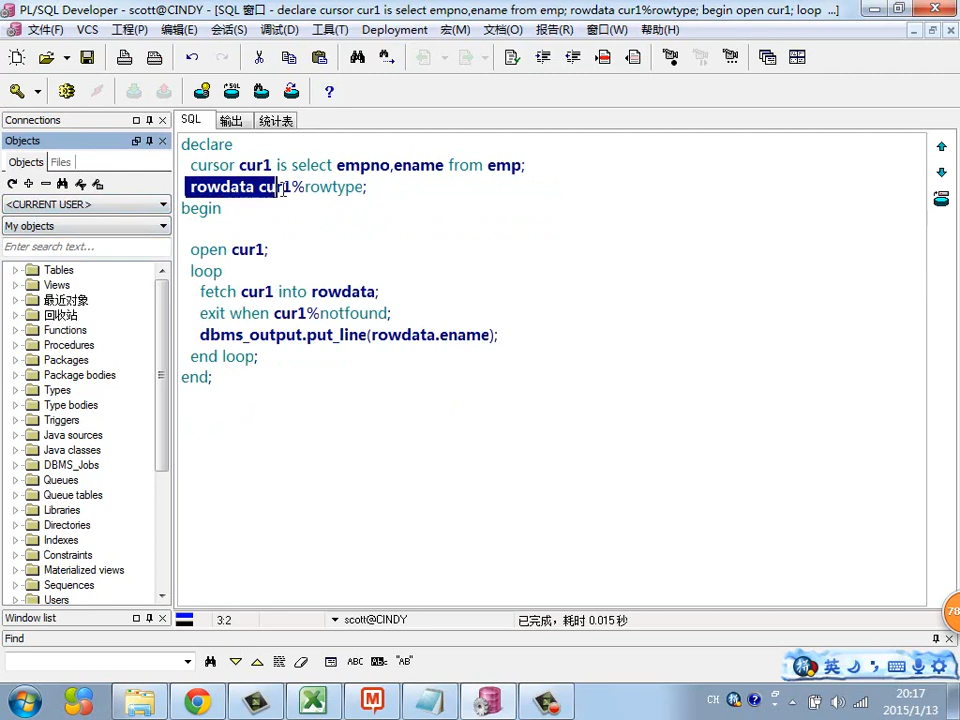 PL/SQL Developer - scott@CINDY - [SQL 窗口 - declare cursor cur1 is select empno,ename from emp; rowdata cur1%rowtype; begin open cur1; loop ...]
文件(F) VCS 工程(P) 编辑(E) 会话(S) 调试(D) 工具(T) Deployment 宏(M) 文档(O) 报告(R) 窗口(W) 帮助(H)
Connections
SQL 输出 统计表
Objects
Objects Files
<CURRENT USER>
My objects
Enter search text...
Tables
Views
最近对象
回收站
Functions
Procedures
Packages
Package bodies
Types
Type bodies
Triggers
Java sources
Java classes
DBMS_Jobs
Queues
Queue tables
Libraries
Directories
Indexes
Constraints
Materialized views
Sequences
Users
declare
cursor cur1 is select empno,ename from emp;
rowdata cur1%rowtype;
begin
open cur1;
loop
fetch cur1 into rowdata;
exit when cur1%notfound;
dbms_output.put_line(rowdata.ename);
end loop;
end;
78
Window list
3:2 scott@CINDY 已完成，耗时 0.015 秒
Find
ABC "AB"
英
CH
20:17
2015/1/13